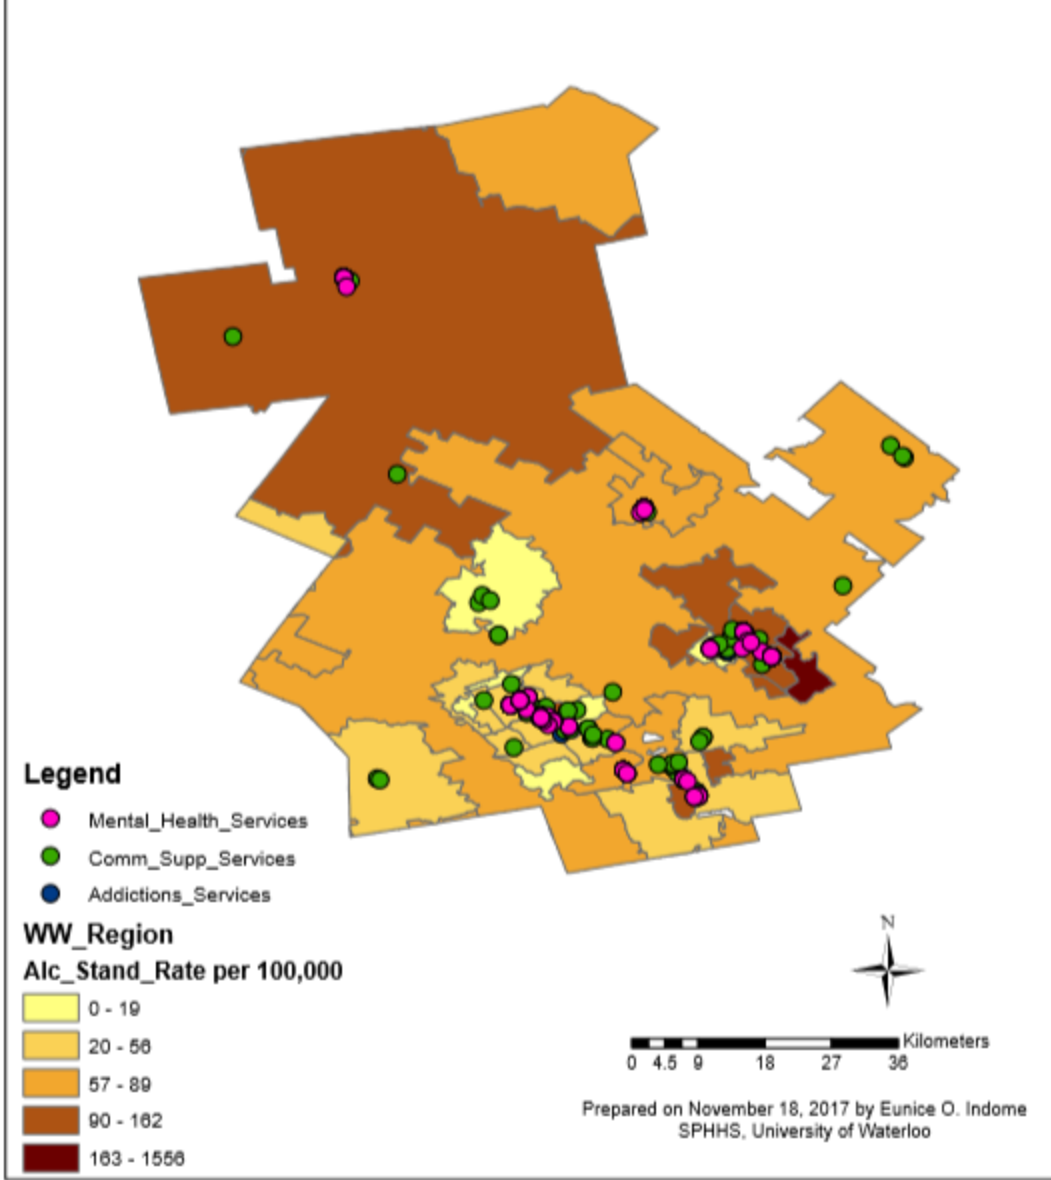 Legend
Mental_Health_Services
Comm_Supp_Services
Addictions_Services
WW_Region
Alc_Stand_Rate per 100,000
0 - 19
20 - 56
57 - 89
90 - 162
163 - 1556
N
Kilometers
0 4.5 9 18 27 36
Prepared on November 18, 2017 by Eunice O. Indome
SPHHS, University of Waterloo